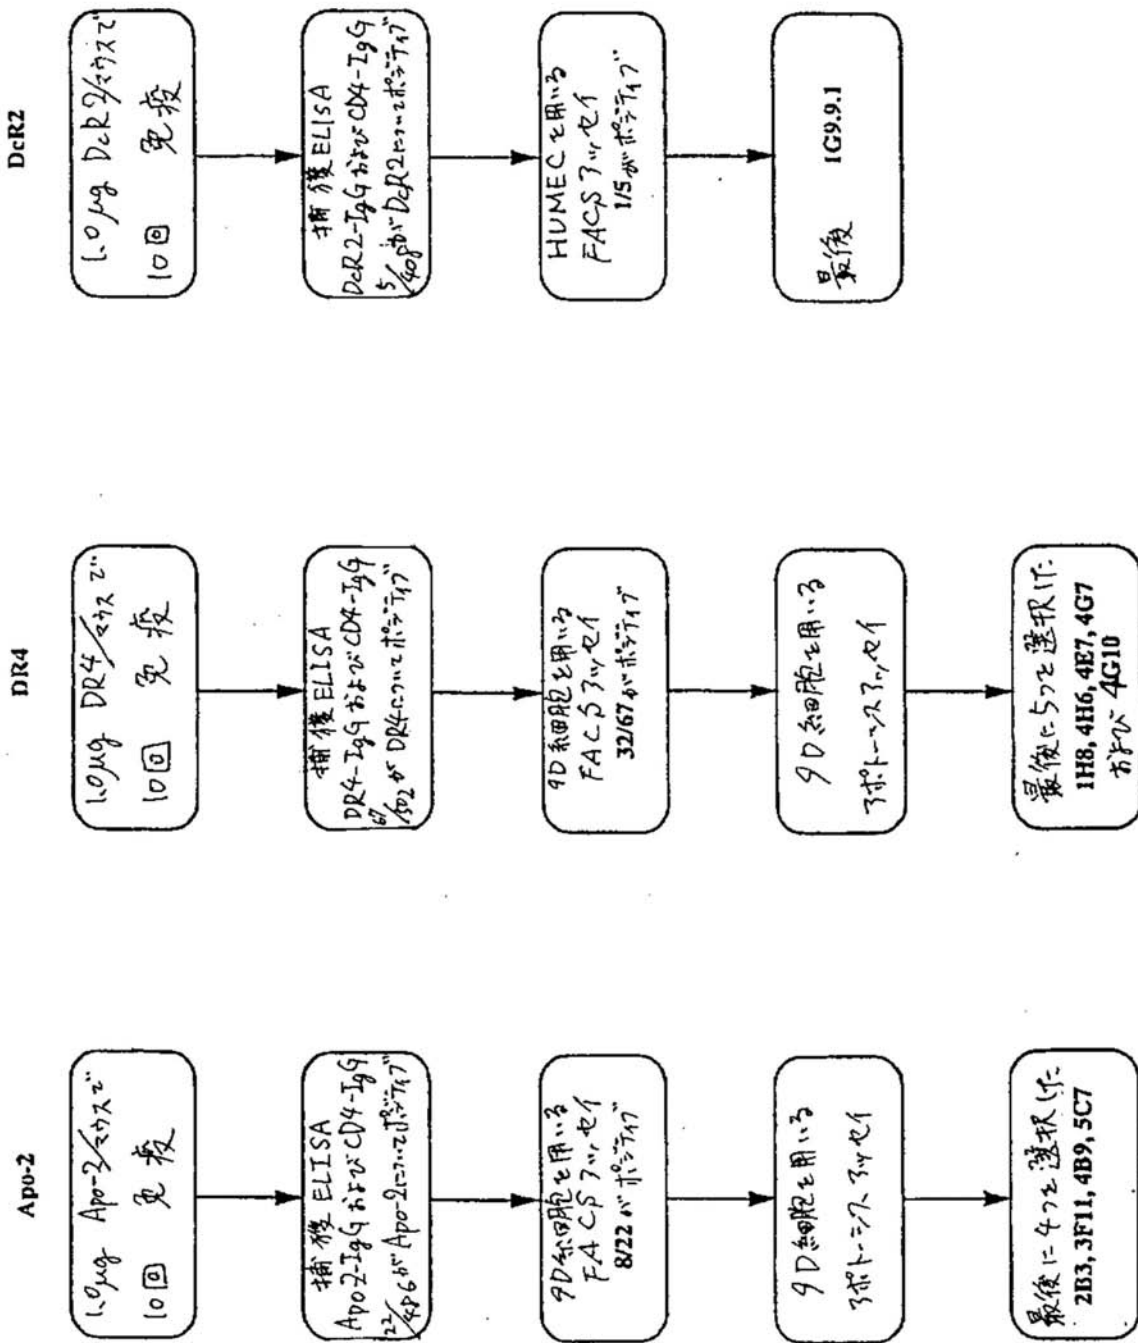 Apo-2
1.0μg Apo-2/マウスで
10回 免疫
捕獲 ELISA
Apo2-IgGおよびCD4-IgG
22/486がApo-2についてポジティブ
9D細胞を用いる
FACSアッセイ
8/22がポジティブ
9D細胞を用いる
アポトーシスアッセイ
最後に4つを選択した
2B3, 3F11, 4B9, 5C7
DR4
1.0μg DR4/マウスで
10回 免疫
捕獲ELISA
DR4-IgGおよびCD4-IgG
67/502がDR4についてポジティブ
9D細胞を用いる
FACSアッセイ
32/67がポジティブ
9D細胞を用いる
アポトーシスアッセイ
最後に5つを選択した
1H8, 4H6, 4E7, 4G7
および 4G10
DcR2
1.0μg DcR2/マウスで
10回 免疫
捕獲ELISA
DcR2-IgGおよびCD4-IgG
5/408がDcR2についてポジティブ
HUMECを用いる
FACSアッセイ
1/5がポジティブ
最後 1G9.9.1